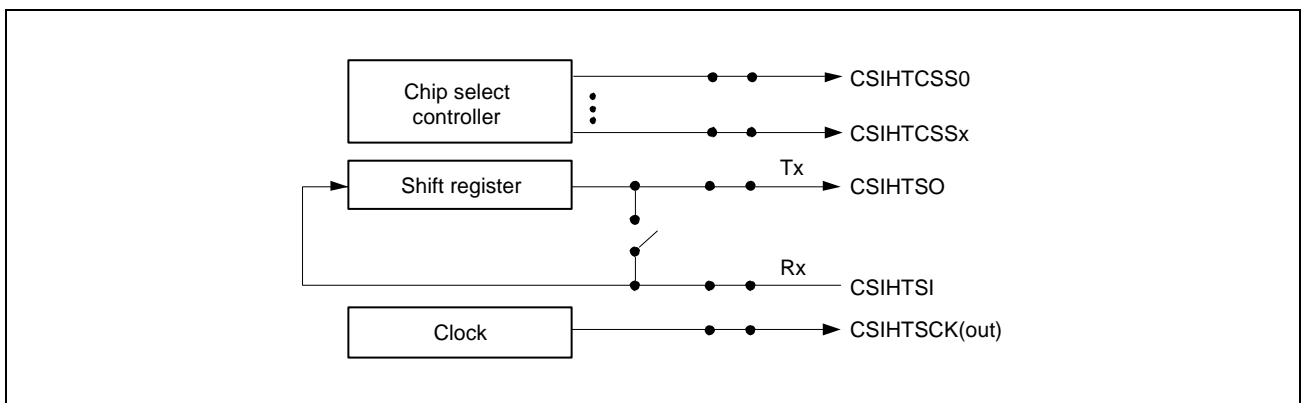 Chip select
controller
CSIHTCSS0
CSIHTCSSx
Shift register
Tx
CSIHTSO
Rx
CSIHTSI
Clock
CSIHTSCK(out)